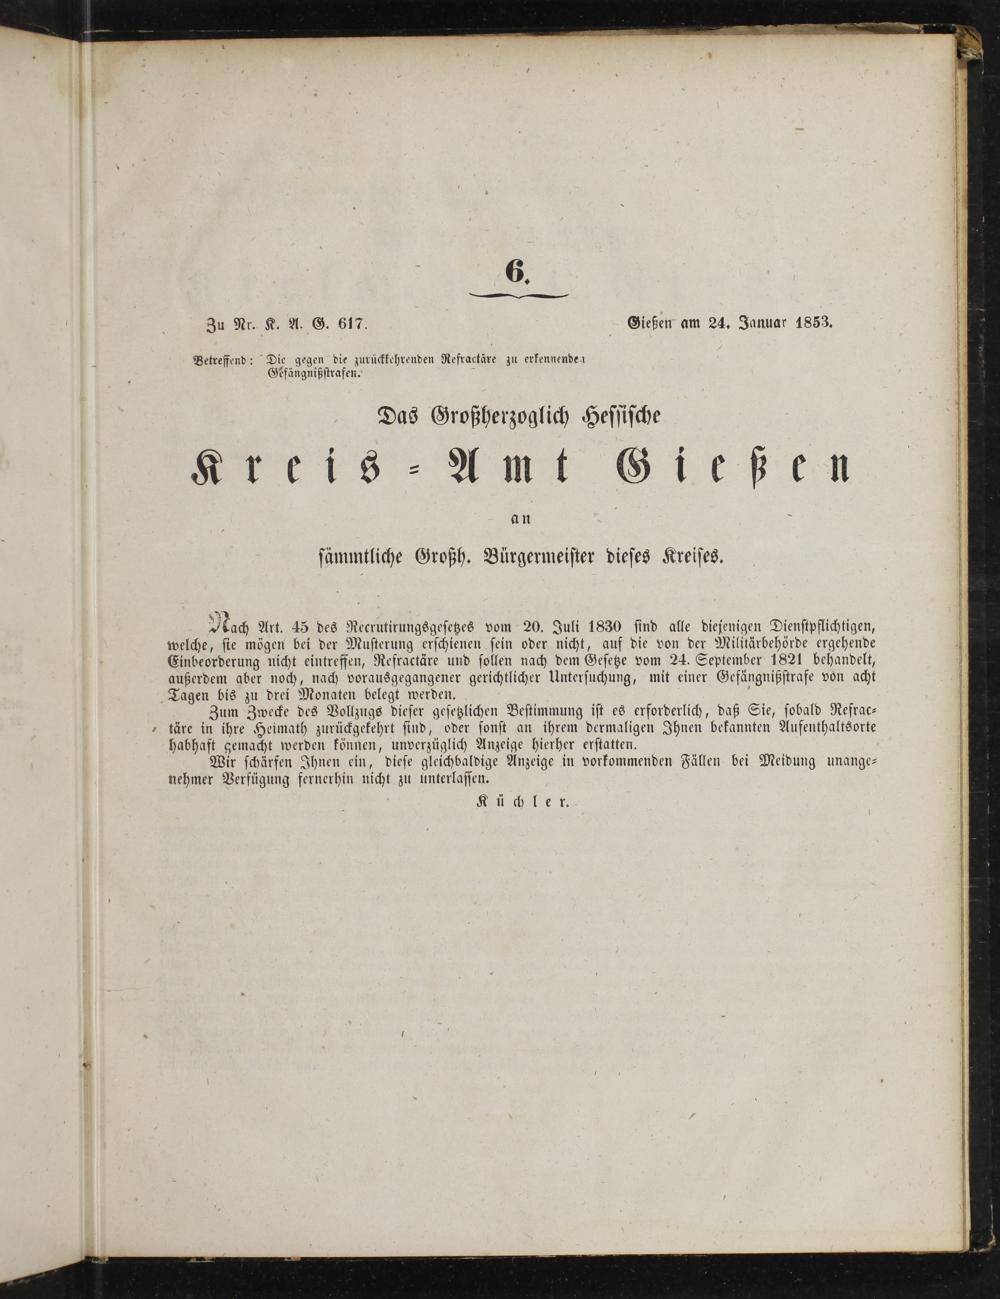 6.
Zu Nr. K. A. G. 617.
Gießen am 24. Januar 1853.
Betreffend: Die gegen die zurückkehrenden Refractäre zu erkennenden
Gefängnißstrafen.
Das Großherzoglich Hessische
Kreis-Amt Gießen
an
sämmtliche Großh. Bürgermeister dieses Kreises.
Nach Art. 45 des Recrutirungsgesetzes vom 20. Juli 1830 sind alle diejenigen Dienstpflichtigen,
welche, sie mögen bei der Musterung erschienen sein oder nicht, auf die von der Militärbehörde ergehende
Einbeorderung nicht eintreffen, Refractäre und sollen nach dem Gesetze vom 24. September 1821 behandelt,
außerdem aber noch, nach vorausgegangener gerichtlicher Untersuchung, mit einer Gefängnißstrafe von acht
Tagen bis zu drei Monaten belegt werden.
Zum Zwecke des Vollzugs dieser gesetzlichen Bestimmung ist es erforderlich, daß Sie, sobald Refrac-
täre in ihre Heimath zurückgekehrt sind, oder sonst an ihrem dermaligen Ihnen bekannten Aufenthaltsorte
habhaft gemacht werden können, unverzüglich Anzeige hierher erstatten.
Wir schärfen Ihnen ein, diese gleichbaldige Anzeige in vorkommenden Fällen bei Meidung unange-
nehmer Verfügung fernerhin nicht zu unterlassen.
Küchler.